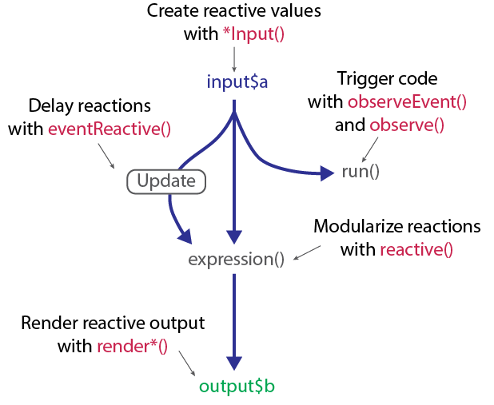 Create reactive values
with *Input()
input$a
Trigger code
with observeEvent()
and observe()
Delay reactions
with eventReactive()
Update
run()
Modularize reactions
with reactive()
expression()
Render reactive output
with render*()
output$b